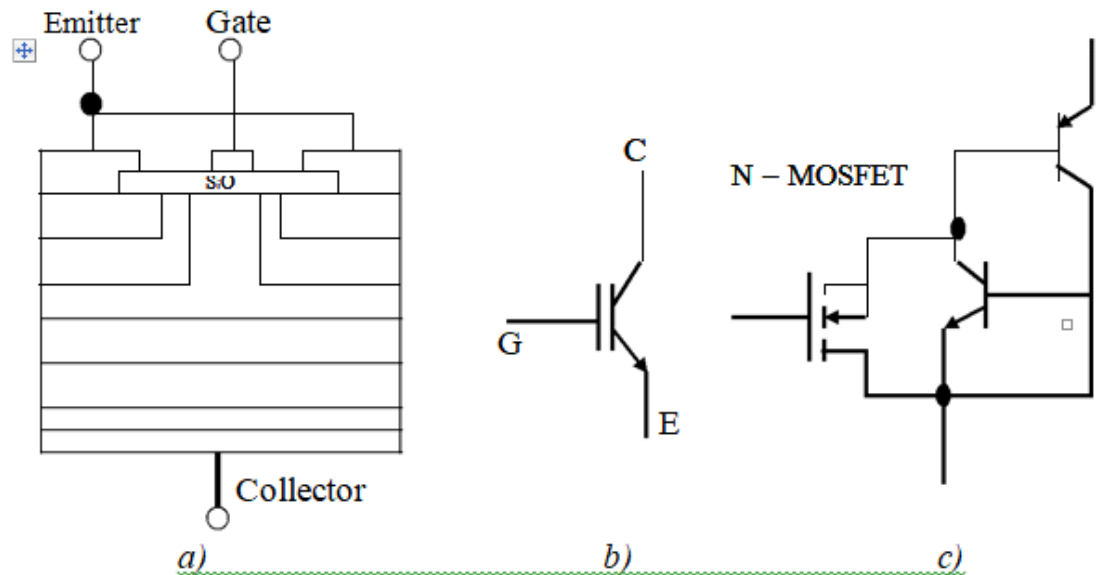 Emitter
Gate
SiO
C
N – MOSFET
G
E
Collector
a)
b)
c)